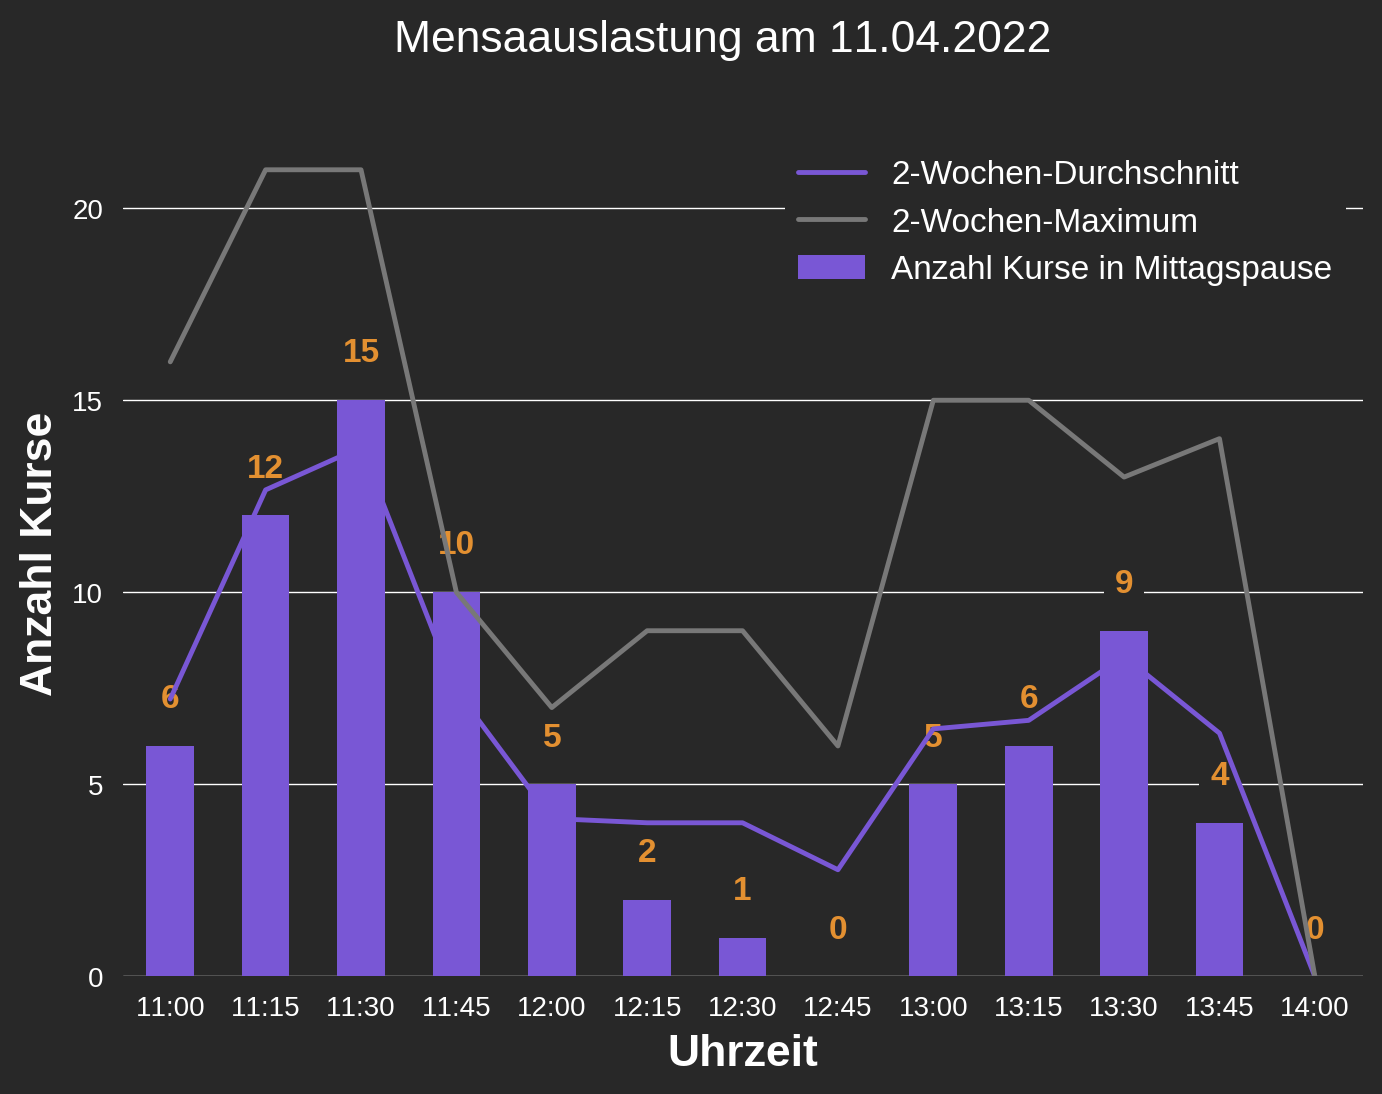 Mensaauslastung am 11.04.2022
2-Wochen-Durchschnitt
2-Wochen-Maximum
Anzahl Kurse in Mittagspause
Anzahl Kurse
20
15
10
5
0
6
12
15
10
5
2
1
0
5
6
9
4
0
11:00 11:15 11:30 11:45 12:00 12:15 12:30 12:45 13:00 13:15 13:30 13:45 14:00
Uhrzeit